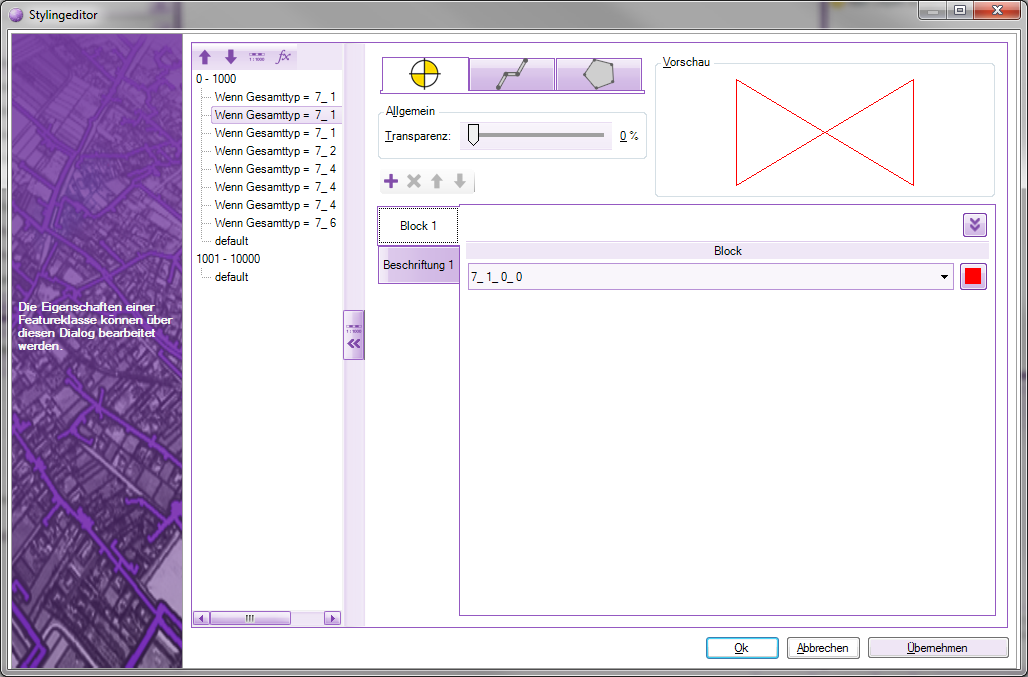 Stylingeditor
Die Eigenschaften einer
Featureklasse können über
diesen Dialog bearbeitet
werden.
1 : 1000
fx
0 - 1000
Wenn Gesamttyp = 7_ 1
Wenn Gesamttyp = 7_ 1
Wenn Gesamttyp = 7_ 1
Wenn Gesamttyp = 7_ 2
Wenn Gesamttyp = 7_ 4
Wenn Gesamttyp = 7_ 4
Wenn Gesamttyp = 7_ 4
Wenn Gesamttyp = 7_ 6
default
1001 - 10000
default
1 : 1000
Allgemein
Transparenz:
0 %
Vorschau
Block 1
Beschriftung 1
Block
7_ 1_ 0_ 0
Ok
Abbrechen
Übernehmen